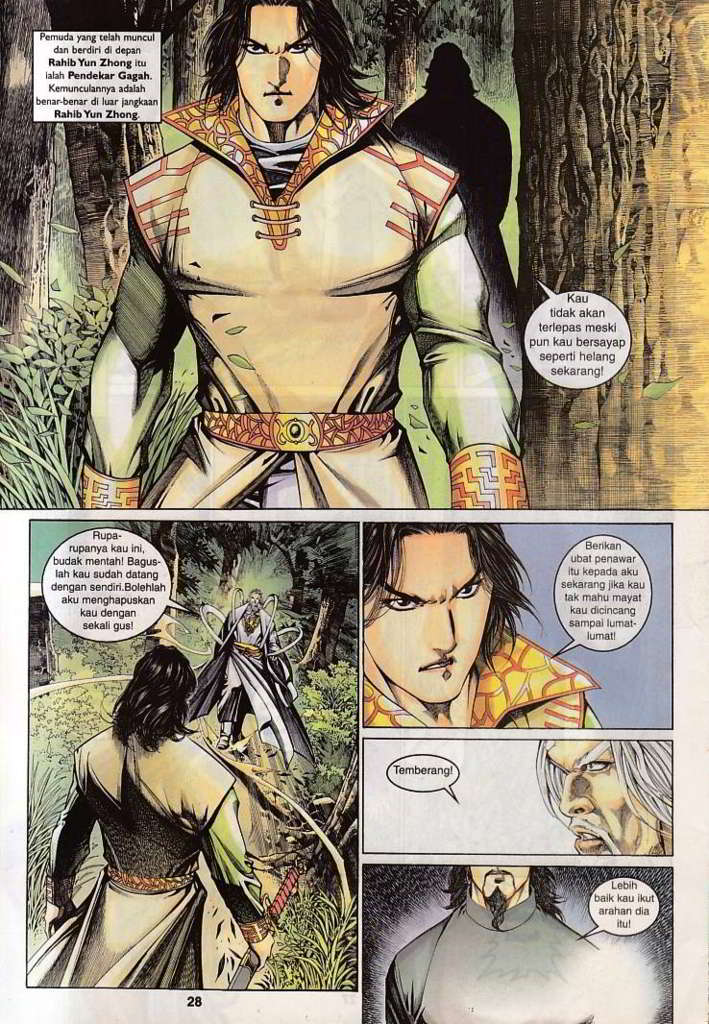 Pemuda yang telah muncul
dan berdiri di depan
Rahib Yun Zhong itu
ialah Pendekar Gagah.
Kemunculannya adalah
benar-benar di luar jangkaan
Rahib Yun Zhong.
Kau
tidak akan
terlepas meski
pun kau bersayap
seperti helang
sekarang!
Rupa-
rupanya kau ini,
budak mentah! Bagus-
lah kau sudah datang
dengan sendiri.Bolehlah
aku menghapuskan
kau dengan
sekali gus!
Berikan
ubat penawar
itu kepada aku
sekarang jika kau
tak mahu mayat
kau dicincang
sampai lumat-
lumat!
Temberang!
Lebih
baik kau ikut
arahan dia
itu!
28